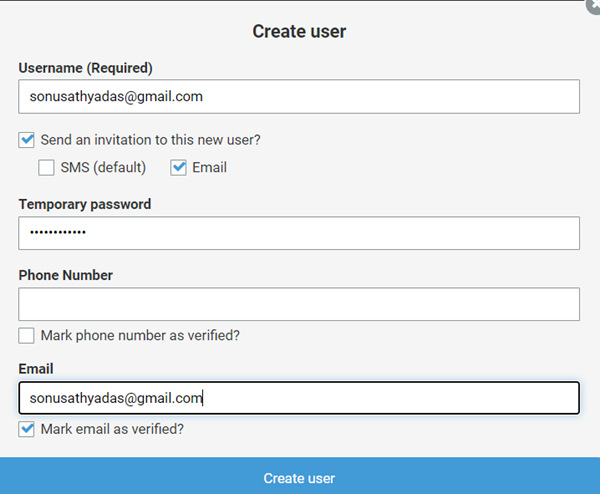 Create user
Username (Required)
sonusathyadas@gmail.com
Send an invitation to this new user?
SMS (default) Email
Temporary password
••••••••••••
Phone Number
Mark phone number as verified?
Email
sonusathyadas@gmail.com
Mark email as verified?
Create user